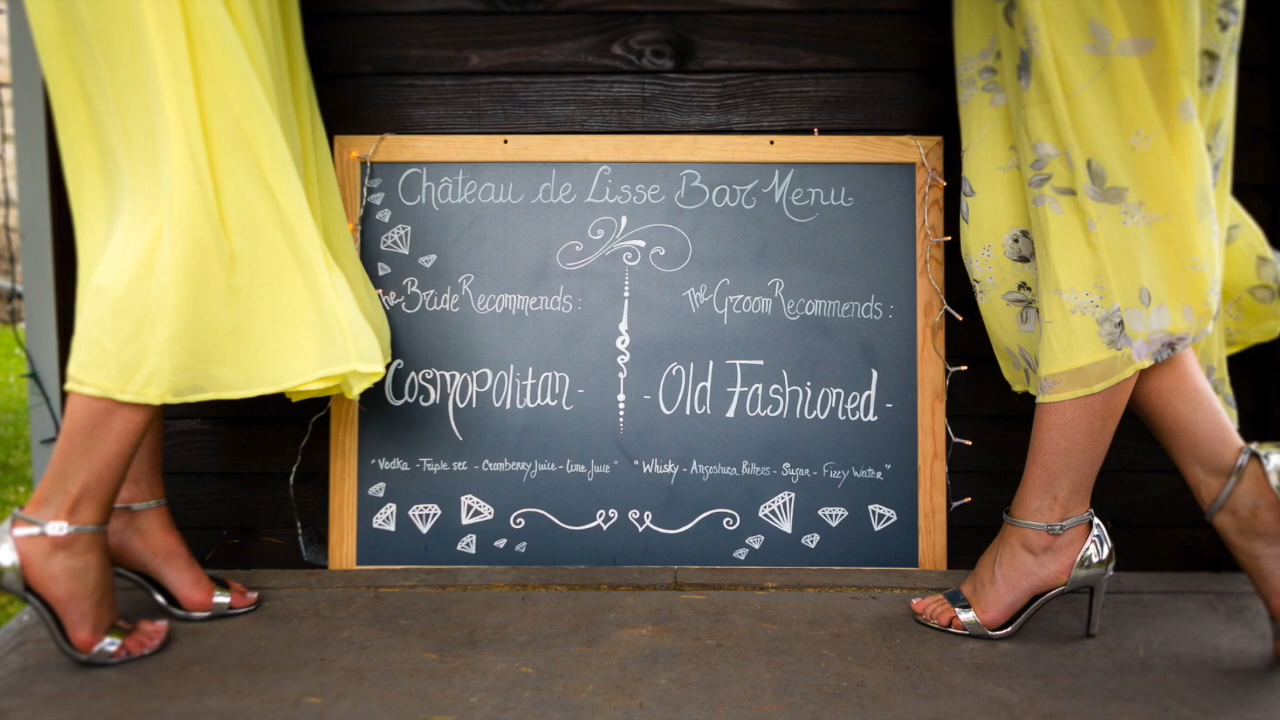 Château de Lisse Bar Menu
The Bride Recommends:
Cosmopolitan-
"Vodka - Triple sec - Cranberry Juice - Lime Juice"
The Groom Recommends:
- Old Fashioned -
"Whisky - Angoshura Bitters - Sugar - Fizzy Water"